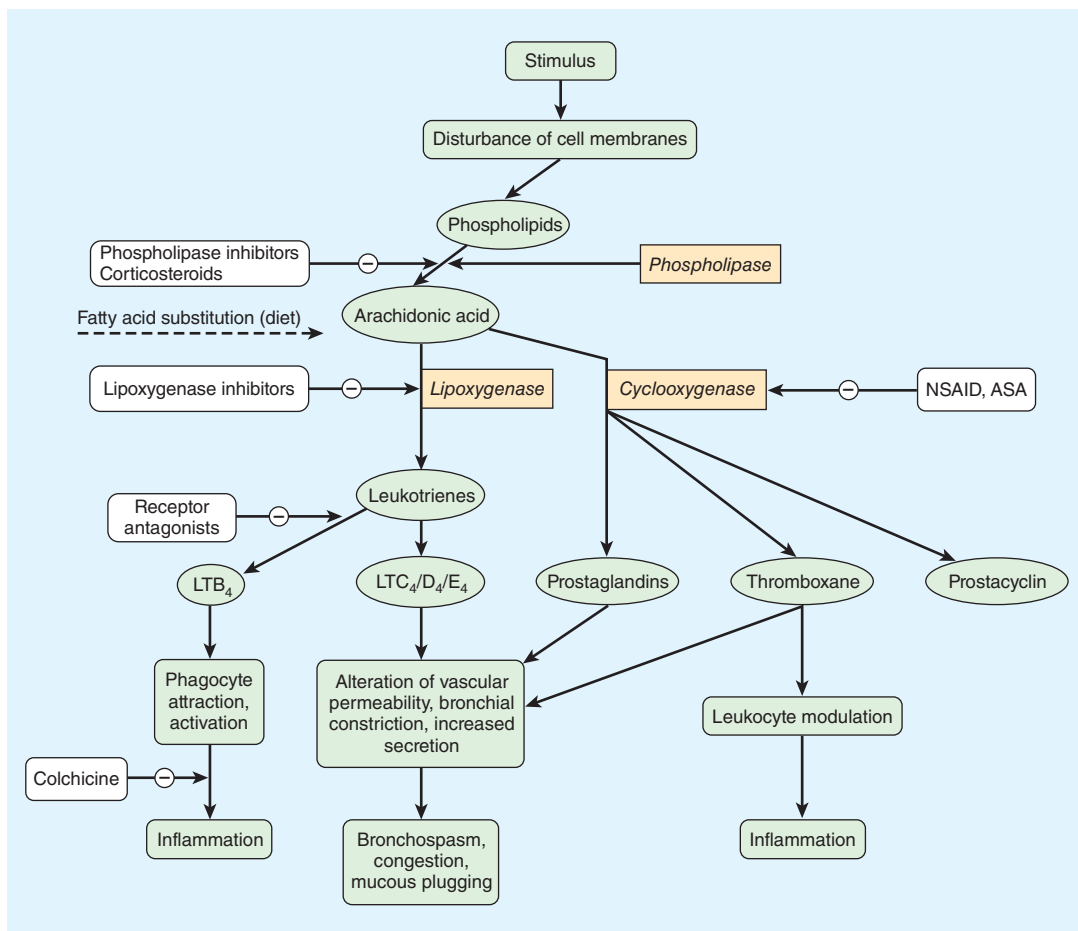 Stimulus
Disturbance of cell membranes
Phospholipids
Phospholipase inhibitors
Corticosteroids
Phospholipase
Arachidonic acid
Fatty acid substitution (diet)
Lipoxygenase inhibitors
Lipoxygenase
Cyclooxygenase
NSAID, ASA
Leukotrienes
Receptor
antagonists
LTB4
LTC4/D4/E4
Prostaglandins
Thromboxane
Prostacyclin
Phagocyte
attraction,
activation
Alteration of vascular
permeability, bronchial
constriction, increased
secretion
Leukocyte modulation
Colchicine
Inflammation
Bronchospasm,
congestion,
mucous plugging
Inflammation